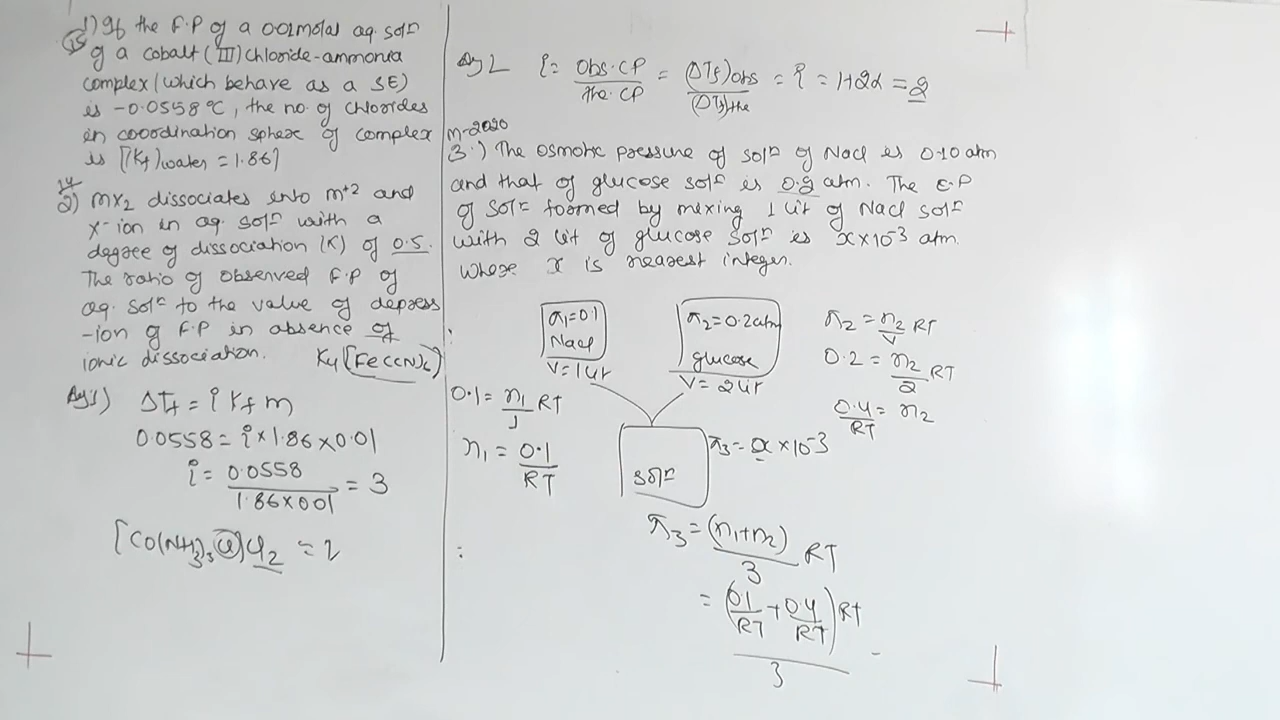 1) If the F.P of a 0.01molal aq. solⁿ
15
of a cobalt (III) chloride-ammonia
complex (which behave as a SE)
is -0.0558°C, the no. of chlorides
in coordination sphere of complex
is [(Kf)water = 1.86]
14
2) mx₂ dissociates into m⁺² and
x⁻ion in aq. solⁿ with a
degree of dissociation (α) of 0.5.
The ratio of observed F.P of
aq. solⁿ to the value of depress
-ion of F.P in absence of
ionic dissociation. K₄[Fe(CN)₆]
Ans 1) ΔTf = i Kf m
0.0558 = i × 1.86 × 0.01
i = 0.0558 / 1.86×0.01 = 3
[Co(NH₃)₅Cl]Cl₂ = 2
Ans 2 i = Obs.CP / the.CP = (ΔTf)obs / (ΔTf)the = i = 1+2α = 2
m-2020
3.) The osmotic pressure of solⁿ of NaCl is 0.10 atm
and that of glucose solⁿ is 0.2 atm. The O.P
of solⁿ formed by mixing 1 lit of NaCl solⁿ
with 2 lit of glucose solⁿ is x×10⁻³ atm.
where x is nearest integer.
π₁=0.1
NaCl
V=1lit
π₂=0.2atm
glucose
V=2lit
π₂ = n₂/V RT
0.2 = n₂/2 RT
0.4/RT = n₂
0.1 = n₁/1 RT
n₁ = 0.1/RT
solⁿ
π₃ = x × 10⁻³
π₃ = (n₁+n₂)/3 RT
= (0.1/RT + 0.4/RT) RT / 3